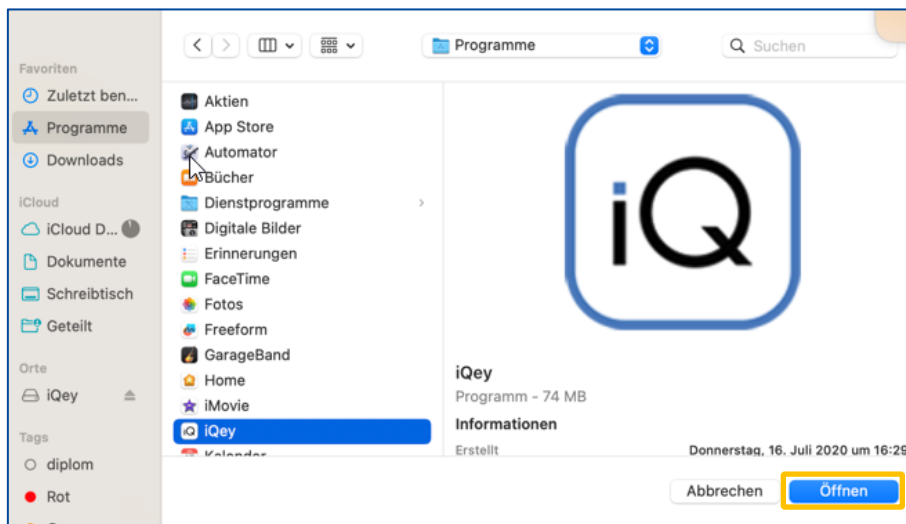 Programme
Suchen
Favoriten
Zuletzt ben...
Programme
Downloads
iCloud
iCloud D...
Dokumente
Schreibtisch
Geteilt
Orte
iQey
Tags
diplom
Rot
Aktien
App Store
Automator
Bücher
Dienstprogramme
Digitale Bilder
Erinnerungen
FaceTime
Fotos
Freeform
GarageBand
Home
iMovie
iQey
Kalender
iQ
iQey
Programm - 74 MB
Informationen
Erstellt Donnerstag, 16. Juli 2020 um 16:29
Abbrechen
Öffnen